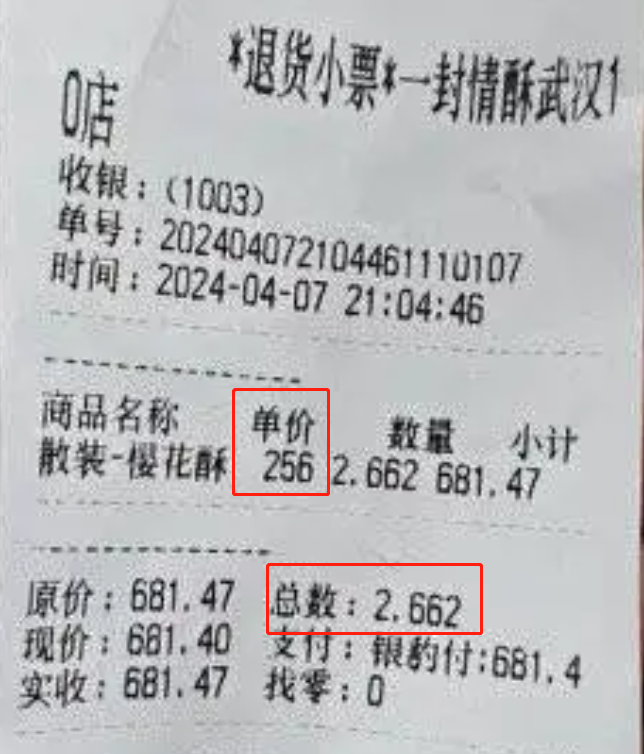 *退货小票*一封情酥武汉1
0店
收银：(1003)
单号：2024040721044611​10107
时间：2024-04-07 21:04:46
商品名称 单价 数量 小计
散装-樱花酥 256 2.662 681.47
原价：681.47 总数：2.662
现价：681.40 支付：银豹付:681.4
实收：681.47 找零：0